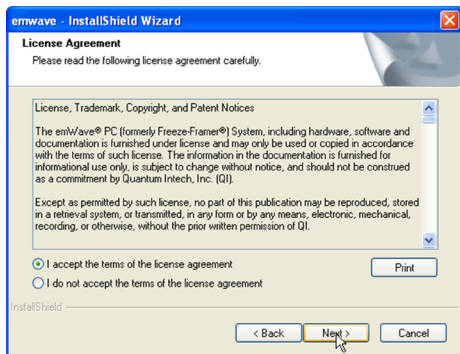 emwave - InstallShield Wizard
License Agreement
Please read the following license agreement carefully.
License, Trademark, Copyright, and Patent Notices
The emWave® PC (formerly Freeze-Framer®) System, including hardware, software and
documentation is furnished under license and may only be used or copied in accordance
with the terms of such license. The information in the documentation is furnished for
informational use only, is subject to change without notice, and should not be construed
as a commitment by Quantum Intech, Inc. (QI).
Except as permitted by such license, no part of this publication may be reproduced, stored
in a retrieval system, or transmitted, in any form or by any means, electronic, mechanical,
recording, or otherwise, without the prior written permission of QI.
I accept the terms of the license agreement
Print
I do not accept the terms of the license agreement
InstallShield
< Back
Next >
Cancel